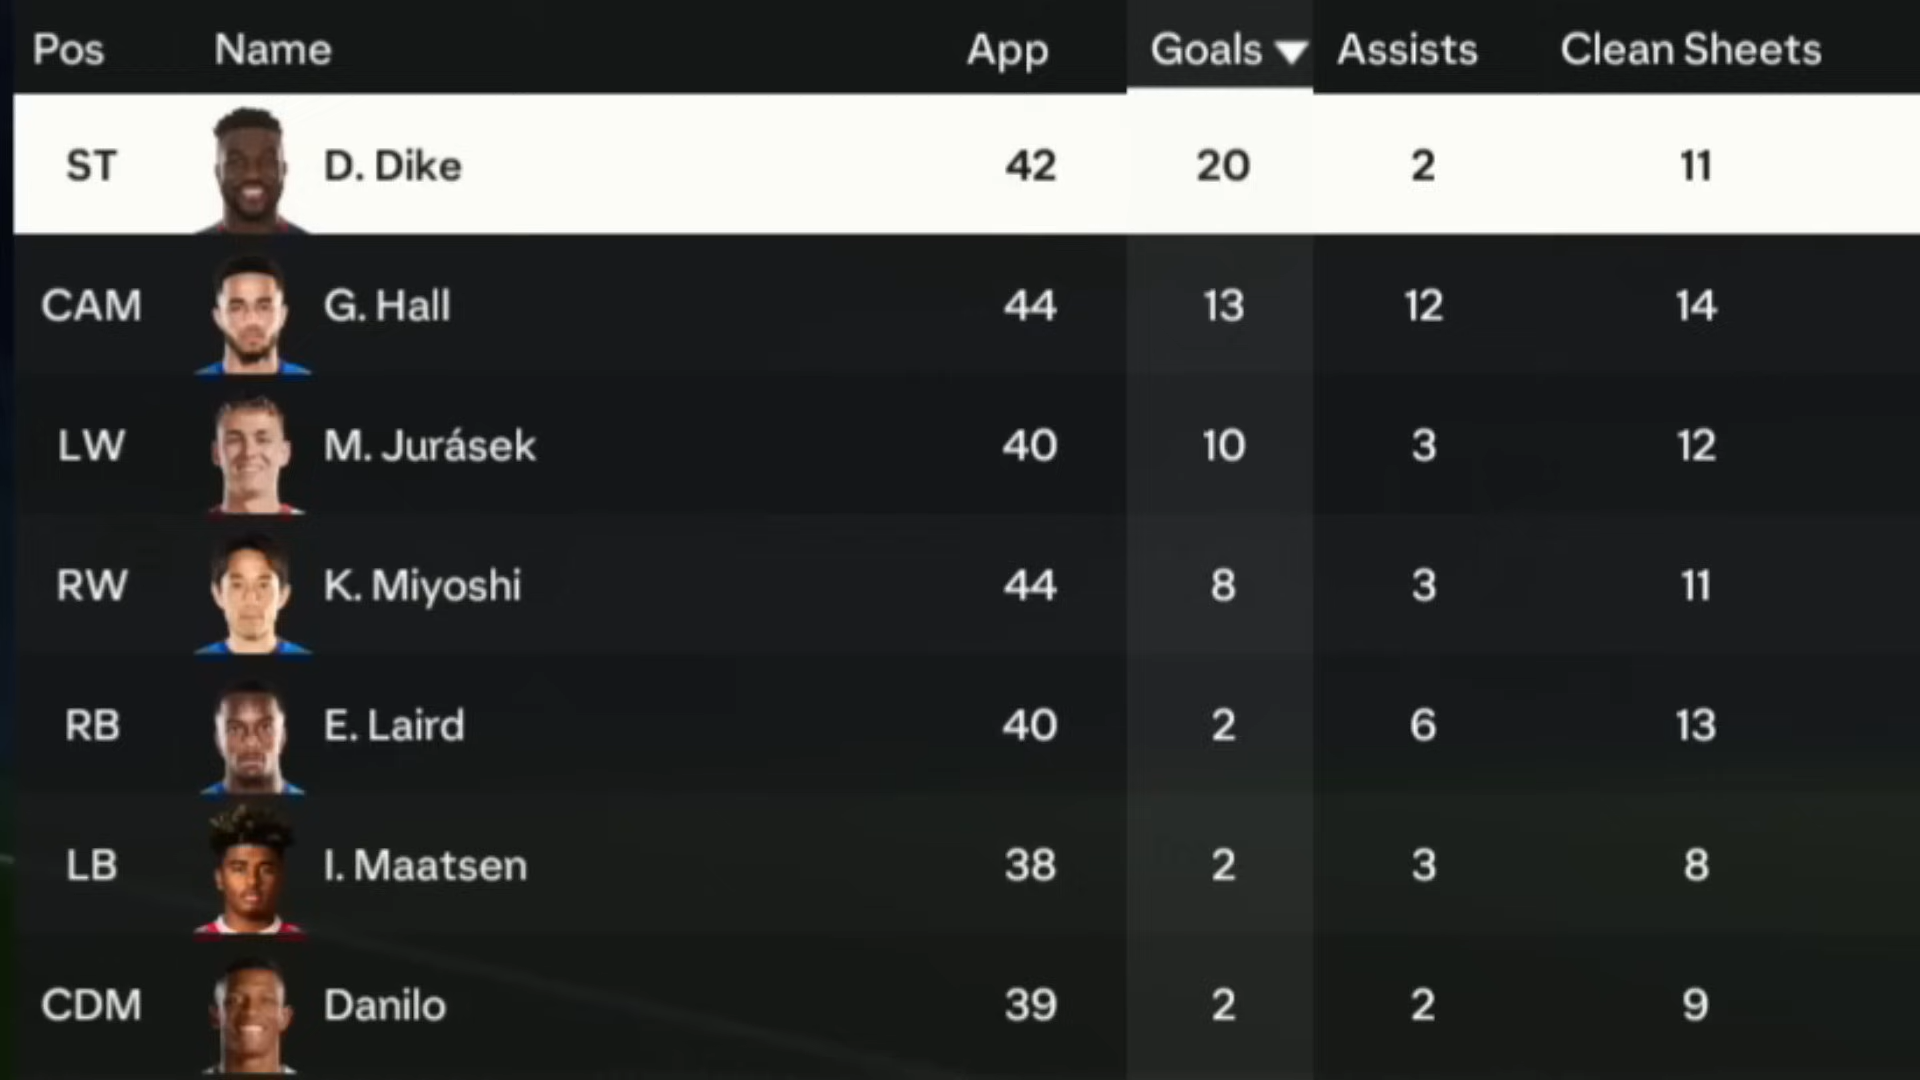 Pos Name App Goals Assists Clean Sheets
ST D. Dike 42 20 2 11
CAM G. Hall 44 13 12 14
LW M. Jurásek 40 10 3 12
RW K. Miyoshi 44 8 3 11
RB E. Laird 40 2 6 13
LB I. Maatsen 38 2 3 8
CDM Danilo 39 2 2 9